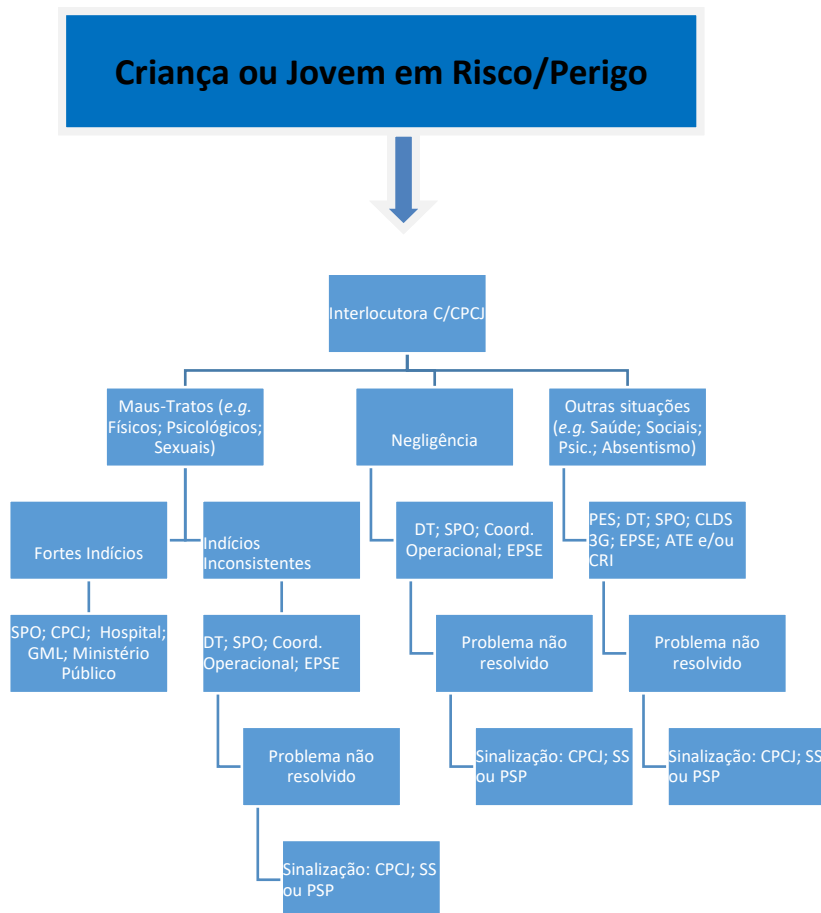 Criança ou Jovem em Risco/Perigo
Interlocutora C/CPCJ
Maus-Tratos (e.g.
Físicos; Psicológicos;
Sexuais)
Negligência
Outras situações
(e.g. Saúde; Sociais;
Psic.; Absentismo)
Fortes Indícios
Indícios
Inconsistentes
DT; SPO; Coord.
Operacional; EPSE
PES; DT; SPO; CLDS
3G; EPSE; ATE e/ou
CRI
SPO; CPCJ; Hospital;
GML; Ministério
Público
DT; SPO; Coord.
Operacional; EPSE
Problema não
resolvido
Problema não
resolvido
Problema não
resolvido
Sinalização: CPCJ; SS
ou PSP
Sinalização: CPCJ; SS
ou PSP
Sinalização: CPCJ; SS
ou PSP